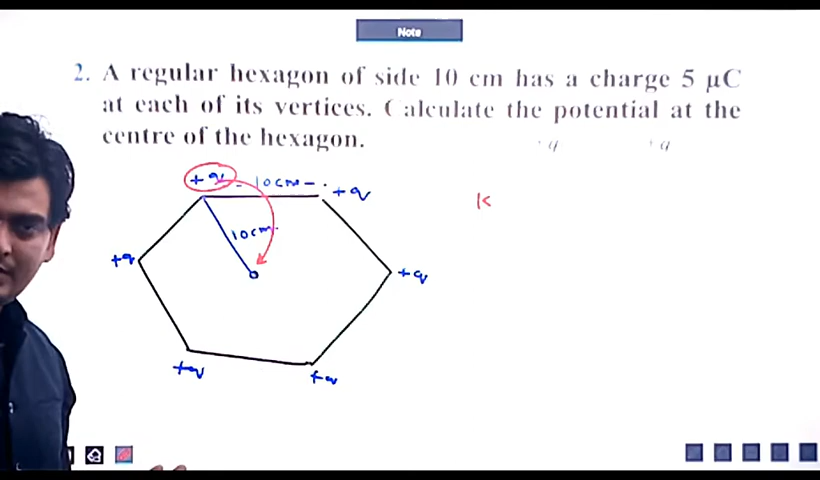 Note
2. A regular hexagon of side 10 cm has a charge 5 μC
at each of its vertices. Calculate the potential at the
centre of the hexagon.
+q
+q
+q 10cm +q
K
10cm
+q
+q
+q
+q